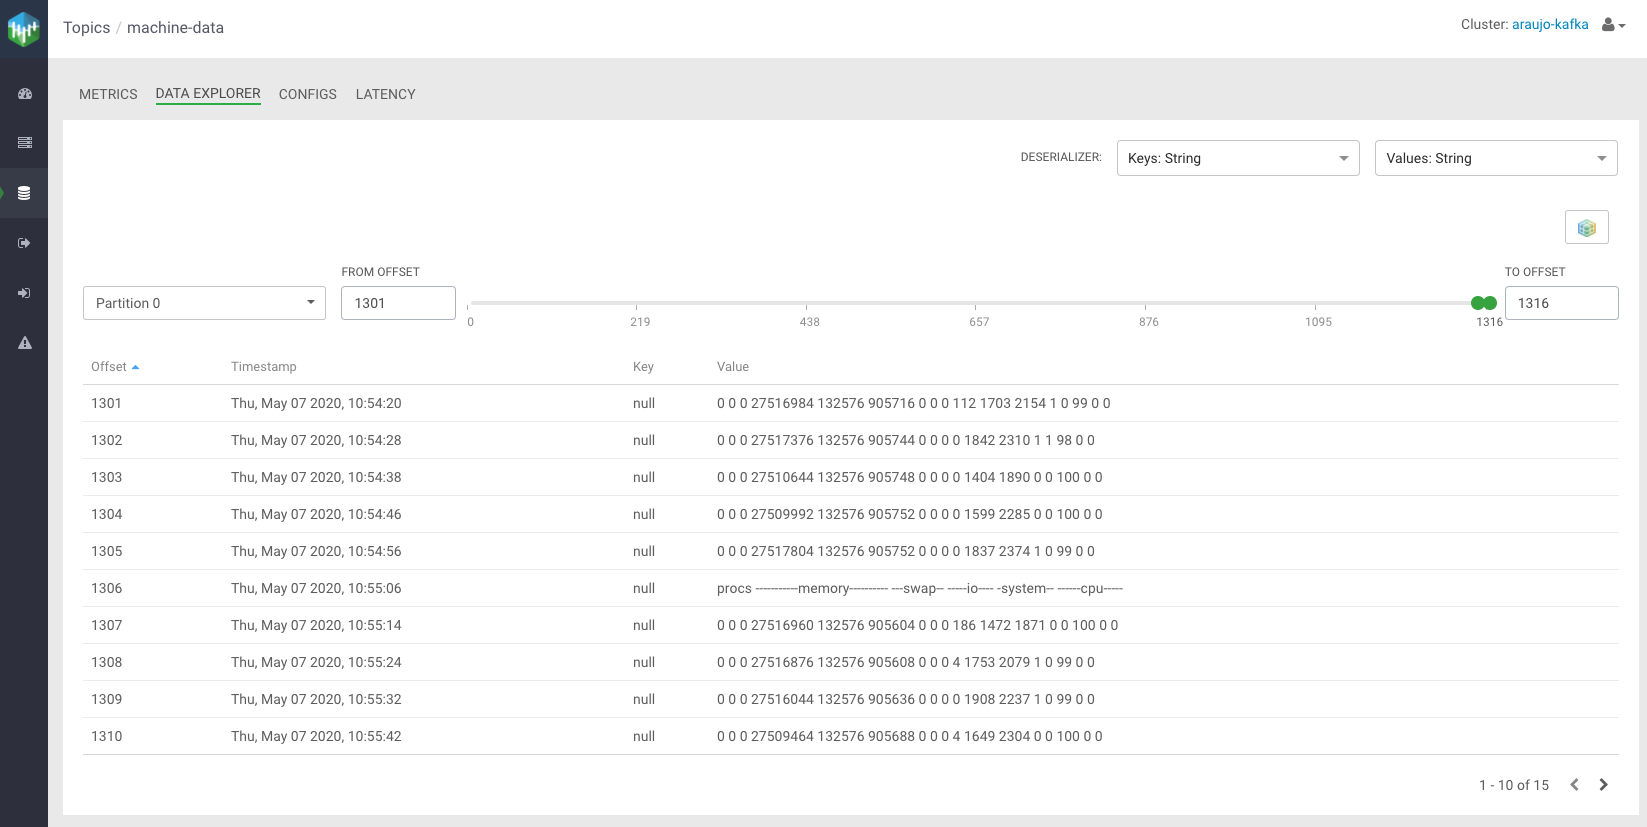 Topics / machine-data
Cluster: araujo-kafka
METRICS DATA EXPLORER CONFIGS LATENCY
DESERIALIZER: Keys: String Values: String
FROM OFFSET TO OFFSET
Partition 0 1301 1316
0 219 438 657 876 1095 1316
Offset Timestamp Key Value
1301 Thu, May 07 2020, 10:54:20 null 0 0 0 27516984 132576 905716 0 0 0 112 1703 2154 1 0 99 0 0
1302 Thu, May 07 2020, 10:54:28 null 0 0 0 27517376 132576 905744 0 0 0 0 1842 2310 1 1 98 0 0
1303 Thu, May 07 2020, 10:54:38 null 0 0 0 27510644 132576 905748 0 0 0 0 1404 1890 0 0 100 0 0
1304 Thu, May 07 2020, 10:54:46 null 0 0 0 27509992 132576 905752 0 0 0 0 1599 2285 0 0 100 0 0
1305 Thu, May 07 2020, 10:54:56 null 0 0 0 27517804 132576 905752 0 0 0 0 1837 2374 1 0 99 0 0
1306 Thu, May 07 2020, 10:55:06 null procs -----------memory---------- ---swap-- -----io---- -system-- ------cpu-----
1307 Thu, May 07 2020, 10:55:14 null 0 0 0 27516960 132576 905604 0 0 0 186 1472 1871 0 0 100 0 0
1308 Thu, May 07 2020, 10:55:24 null 0 0 0 27516876 132576 905608 0 0 0 4 1753 2079 1 0 99 0 0
1309 Thu, May 07 2020, 10:55:32 null 0 0 0 27516044 132576 905636 0 0 0 0 1908 2237 1 0 99 0 0
1310 Thu, May 07 2020, 10:55:42 null 0 0 0 27509464 132576 905688 0 0 0 4 1649 2304 0 0 100 0 0
1 - 10 of 15